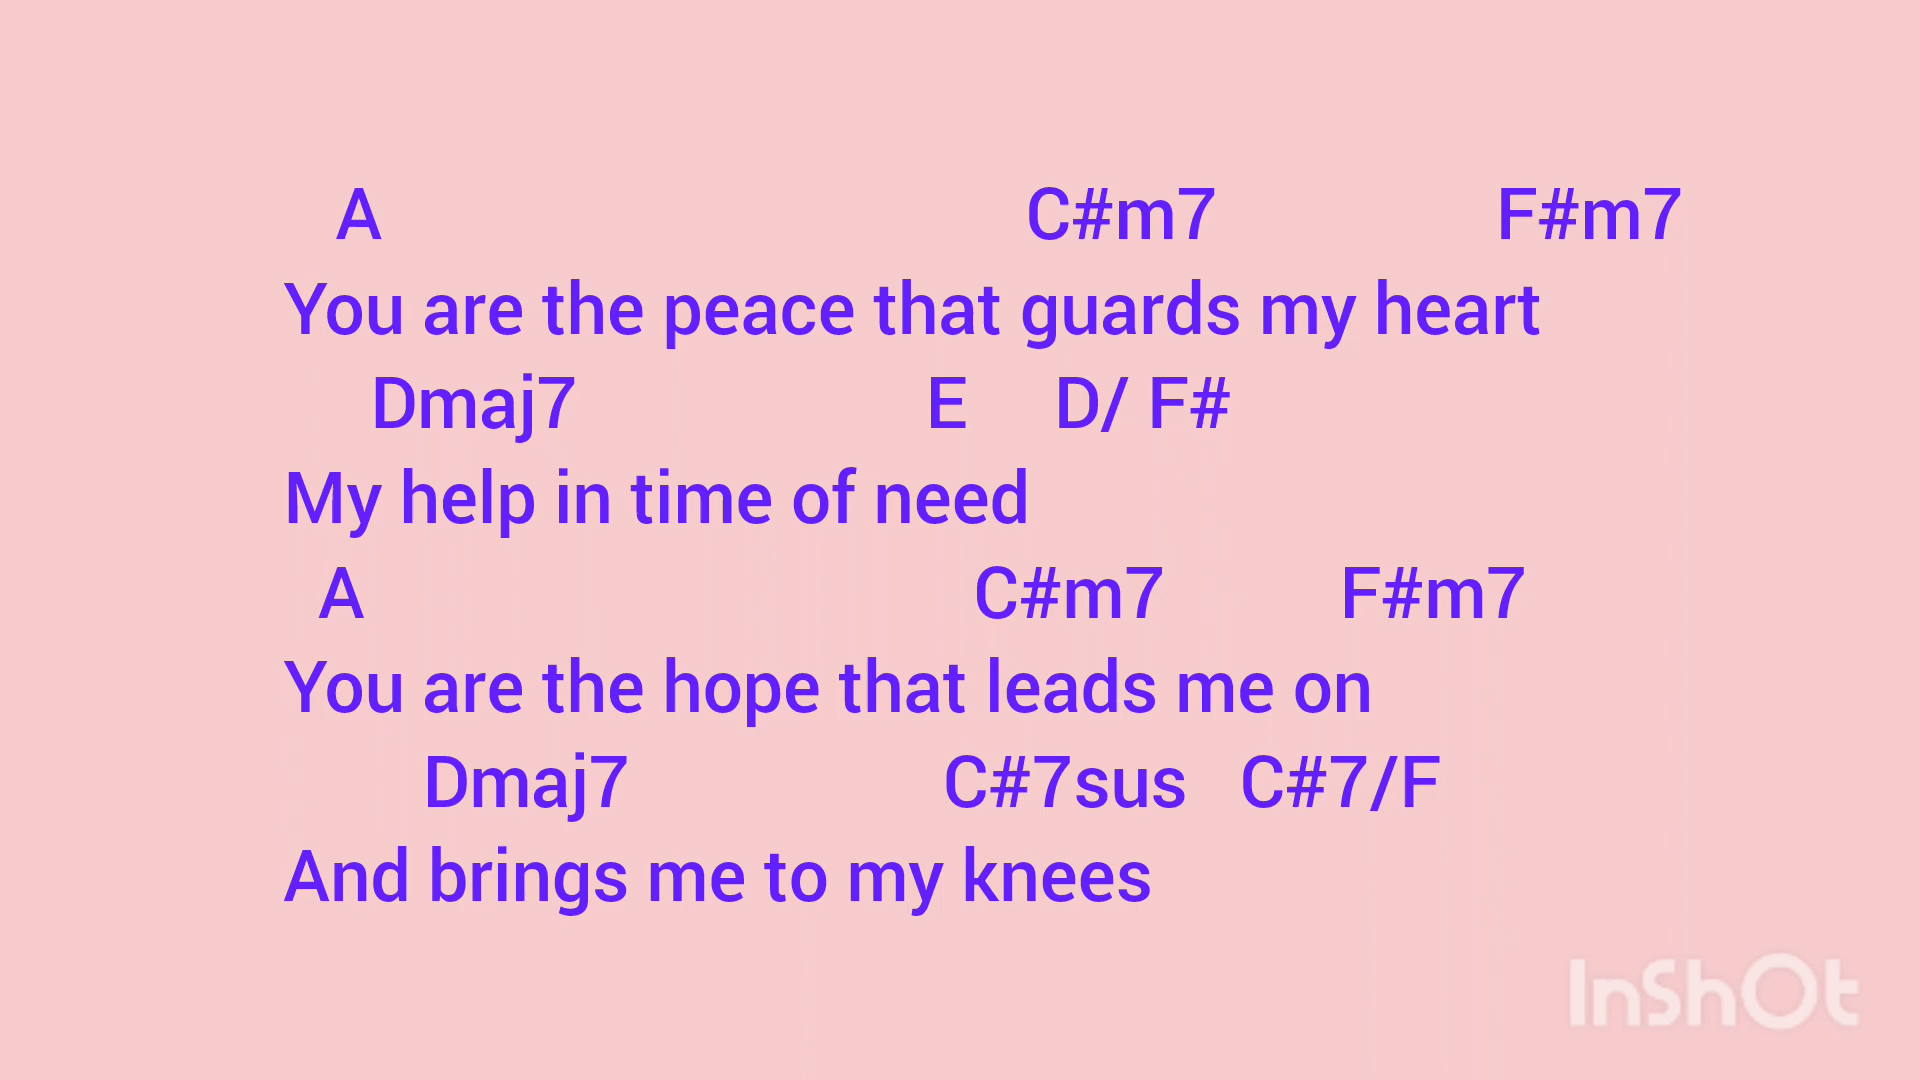 A C#m7 F#m7
You are the peace that guards my heart
Dmaj7 E D/ F#
My help in time of need
A C#m7 F#m7
You are the hope that leads me on
Dmaj7 C#7sus C#7/F
And brings me to my knees
InShOt